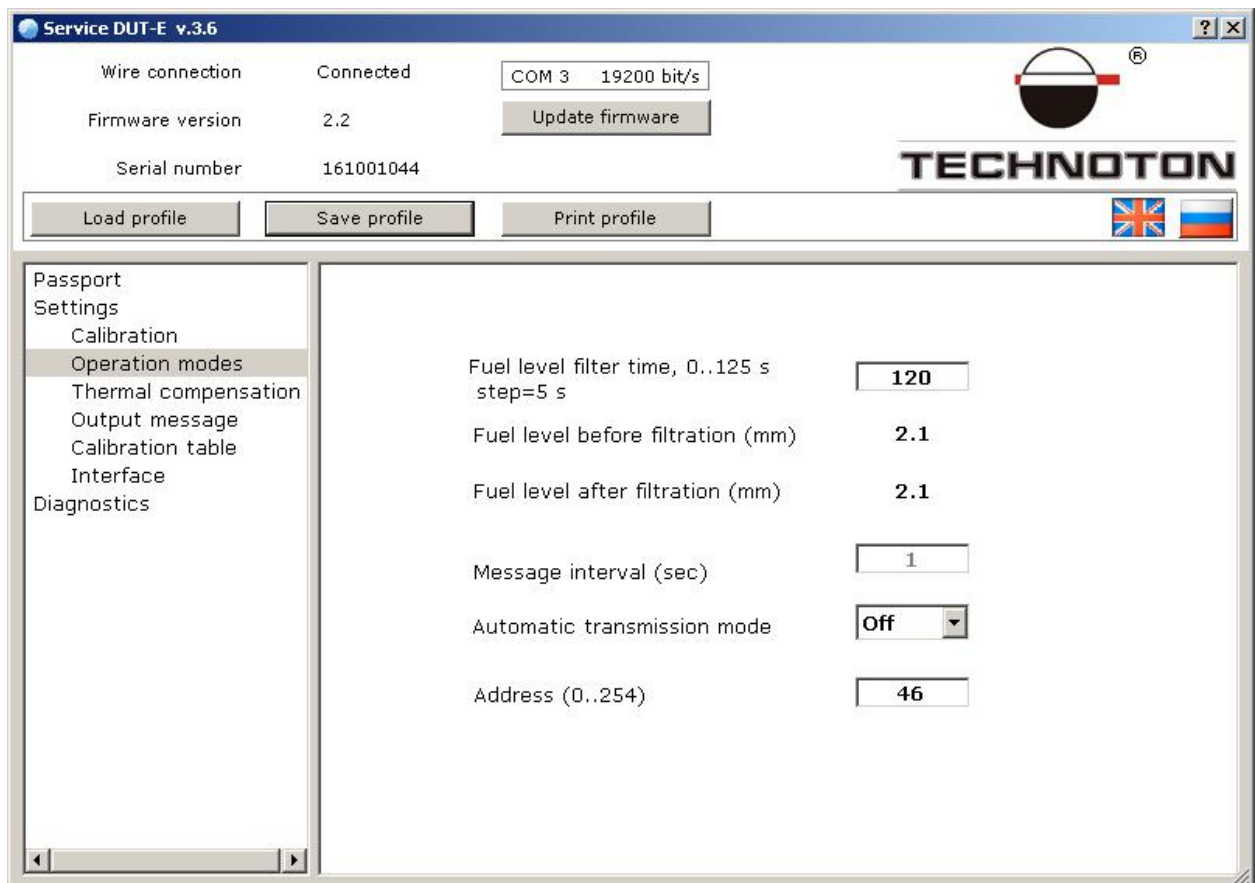 Service DUT-E v.3.6
Wire connection Connected COM 3 19200 bit/s
®
Firmware version 2.2 Update firmware
Serial number 161001044
TECHNOTON
Load profile Save profile Print profile
Passport
Settings
Calibration
Operation modes
Thermal compensation
Output message
Calibration table
Interface
Diagnostics
Fuel level filter time, 0..125 s
step=5 s
120
Fuel level before filtration (mm) 2.1
Fuel level after filtration (mm) 2.1
Message interval (sec) 1
Automatic transmission mode Off
Address (0..254) 46